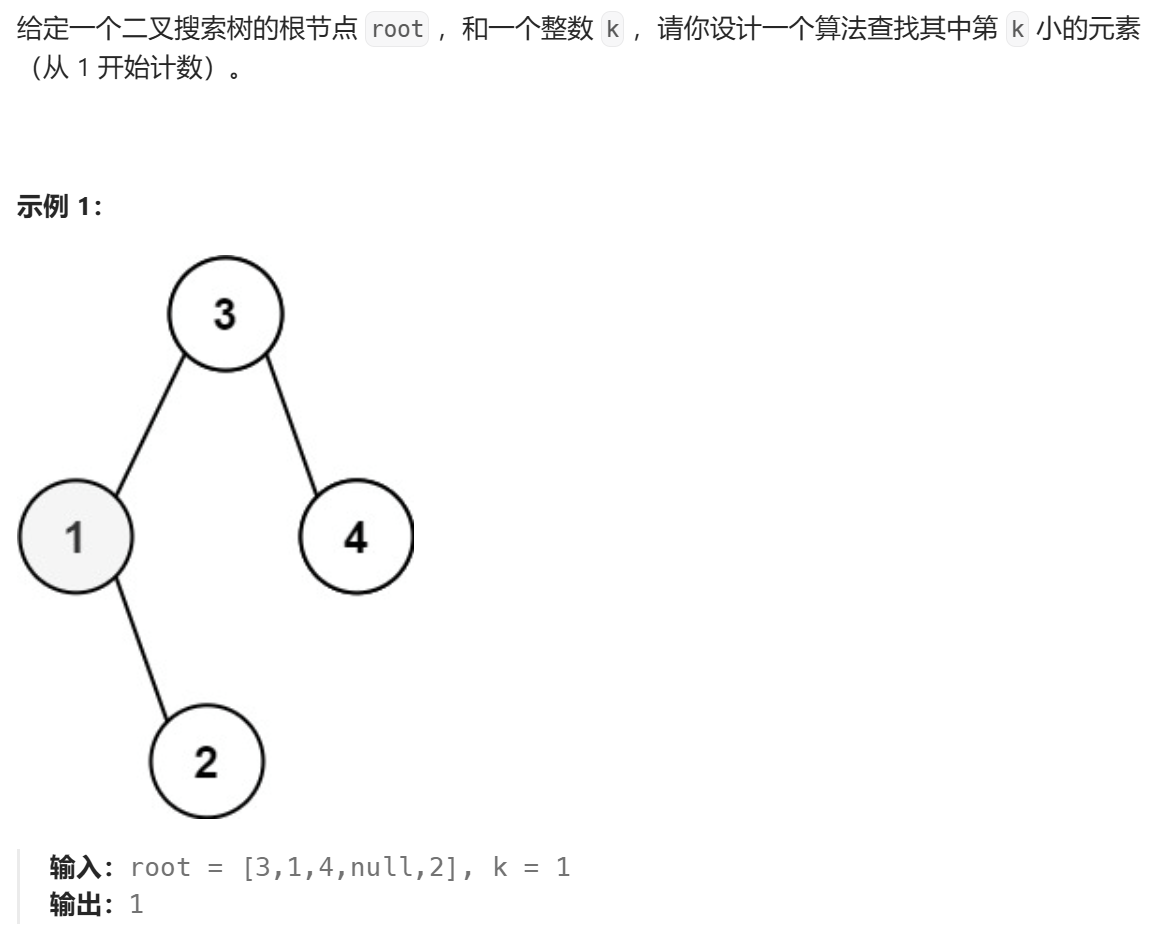 给定一个二叉搜索树的根节点 root ，和一个整数 k ，请你设计一个算法查找其中第 k 小的元素
（从 1 开始计数）。
示例 1：
3
1
4
2
输入：root = [3,1,4,null,2], k = 1
输出：1